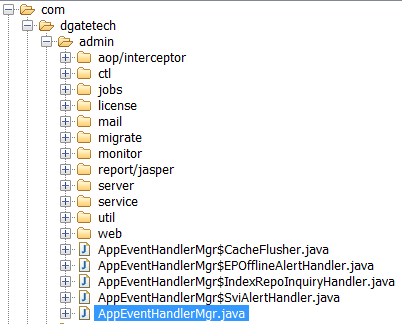 com
dgatetech
admin
aop/interceptor
ctl
jobs
license
mail
migrate
monitor
report/jasper
server
service
util
web
AppEventHandlerMgr$CacheFlusher.java
AppEventHandlerMgr$EPOfflineAlertHandler.java
AppEventHandlerMgr$IndexRepoInquiryHandler.java
AppEventHandlerMgr$SviAlertHandler.java
AppEventHandlerMgr.java